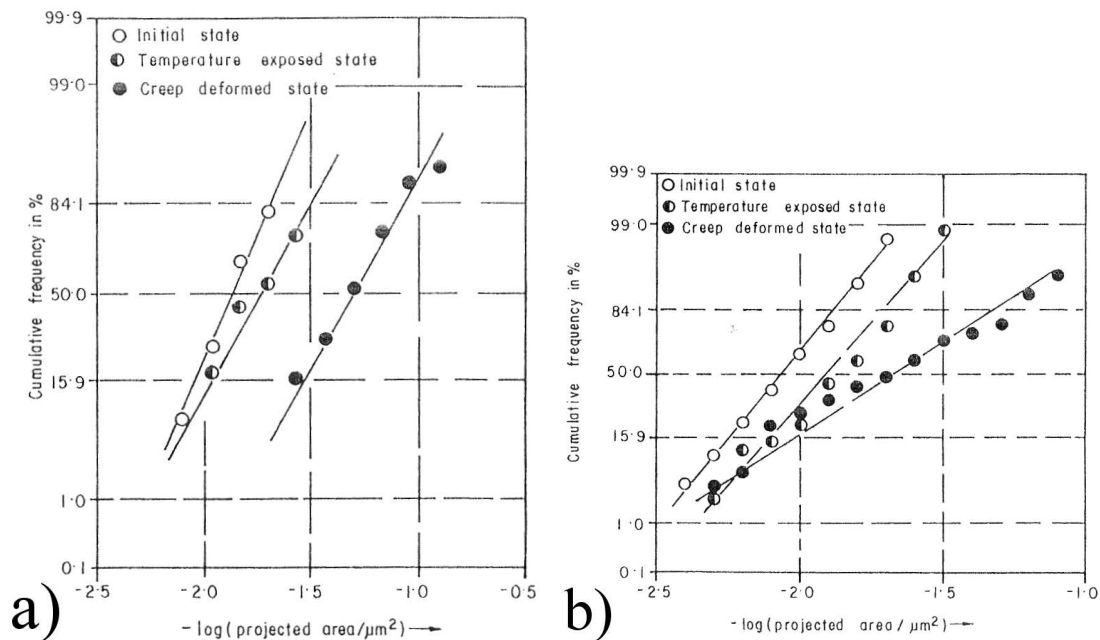 99·9
Initial state
Temperature exposed state
99·0
Creep deformed state
84·1
50·0
15·9
1·0
0·1
-2·5
-2·0
-1·5
-1·0
-0·5
Cumulative frequency in %
-log(projected area/μm²)
a)
99·9
Initial state
Temperature exposed state
99·0
Creep deformed state
84·1
50·0
15·9
1·0
0·1
-2·5
-2·0
-1·5
-1·0
Cumulative frequency in %
-log(projected area / μm²)
b)